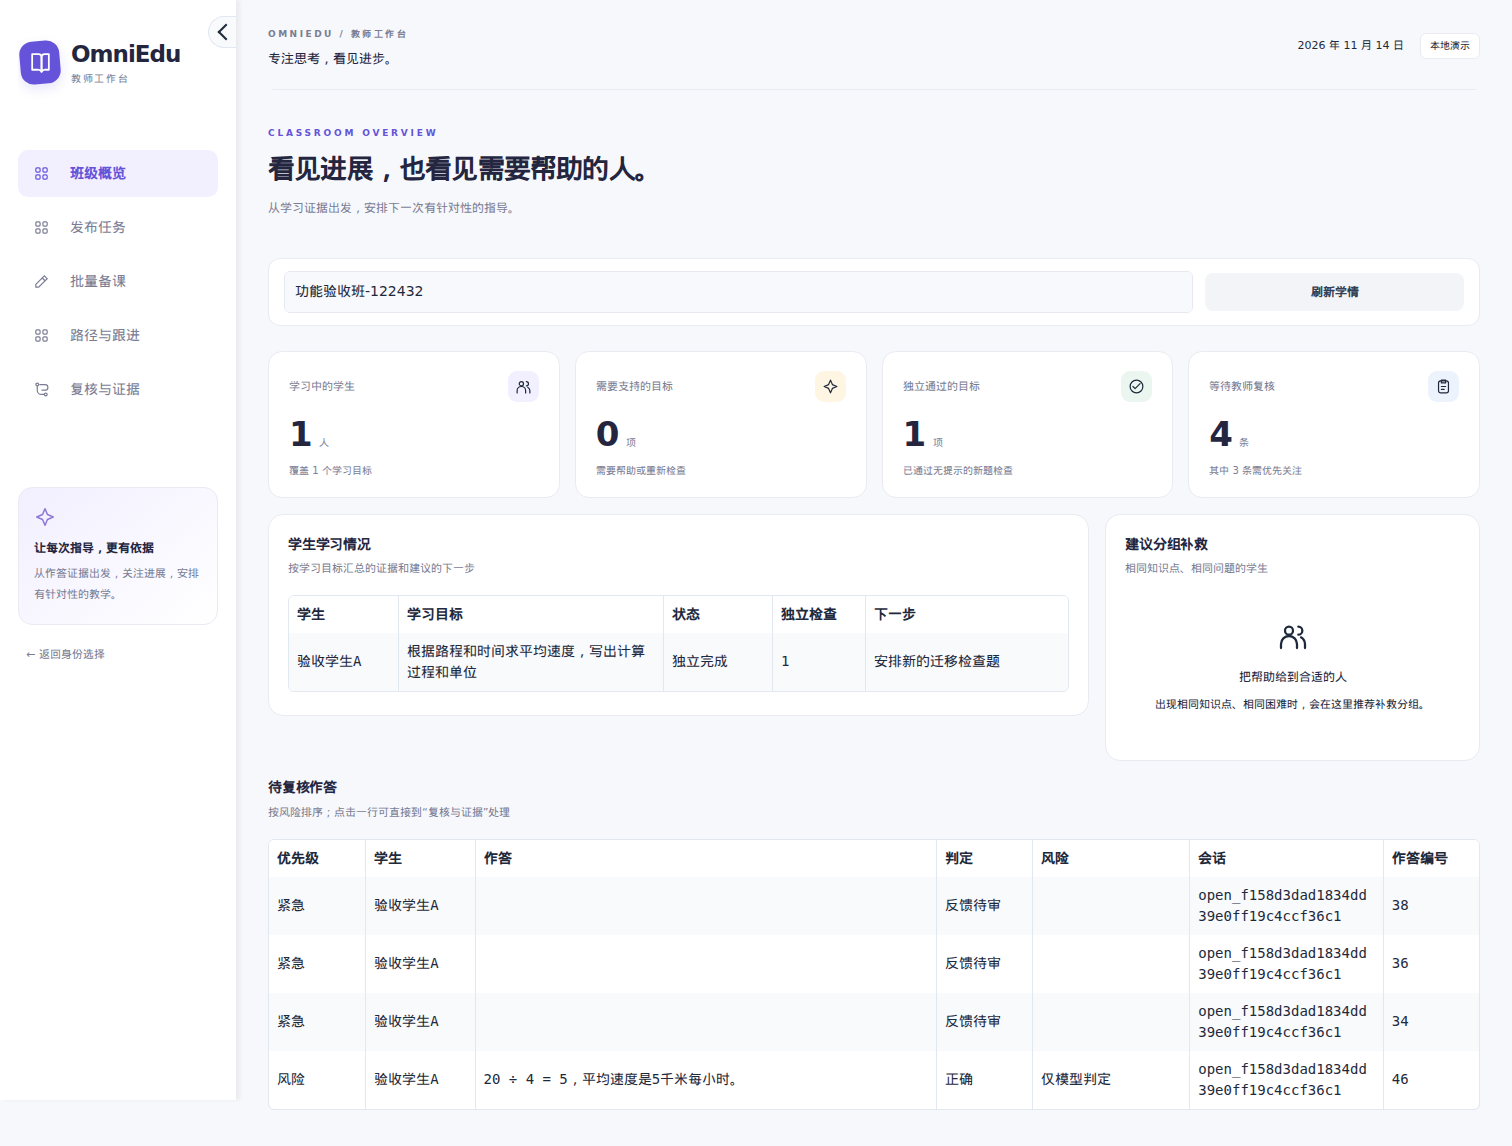 OmniEdu
教师工作台
班级概览
发布任务
批量备课
路径与跟进
复核与证据
让每次指导，更有依据
从作答证据出发，关注进展，安排
有针对性的教学。
← 返回身份选择
OMNIEDU / 教师工作台
专注思考，看见进步。
2026 年 11 月 14 日
本地演示
CLASSROOM OVERVIEW
看见进展，也看见需要帮助的人。
从学习证据出发，安排下一次有针对性的指导。
功能验收班-122432
刷新学情
学习中的学生
1 人
覆盖 1 个学习目标
需要支持的目标
0 项
需要帮助或重新检查
独立通过的目标
1 项
已通过无提示的新题检查
等待教师复核
4 条
其中 3 条需优先关注
学生学习情况
按学习目标汇总的证据和建议的下一步
学生 学习目标 状态 独立检查 下一步
验收学生A 根据路程和时间求平均速度，写出计算
过程和单位 独立完成 1 安排新的迁移检查题
建议分组补救
相同知识点、相同问题的学生
把帮助给到合适的人
出现相同知识点、相同困难时，会在这里推荐补救分组。
待复核作答
按风险排序；点击一行可直接到“复核与证据”处理
优先级 学生 作答 判定 风险 会话 作答编号
紧急 验收学生A 反馈待审 open_f158d3dad1834dd
39e0ff19c4ccf36c1 38
紧急 验收学生A 反馈待审 open_f158d3dad1834dd
39e0ff19c4ccf36c1 36
紧急 验收学生A 反馈待审 open_f158d3dad1834dd
39e0ff19c4ccf36c1 34
风险 验收学生A 20 ÷ 4 = 5，平均速度是5千米每小时。 正确 仅模型判定 open_f158d3dad1834dd
39e0ff19c4ccf36c1 46